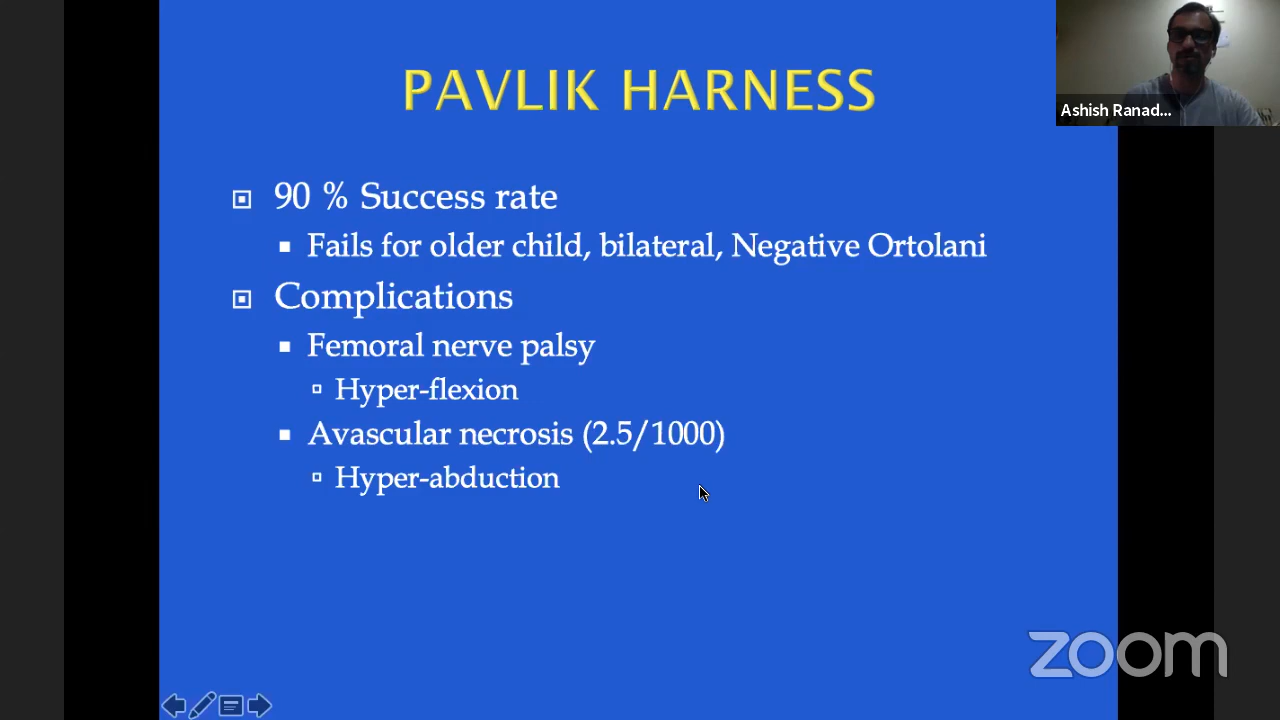 PAVLIK HARNESS
90 % Success rate
Fails for older child, bilateral, Negative Ortolani
Complications
Femoral nerve palsy
Hyper-flexion
Avascular necrosis (2.5/1000)
Hyper-abduction
Ashish Ranad...
zoom